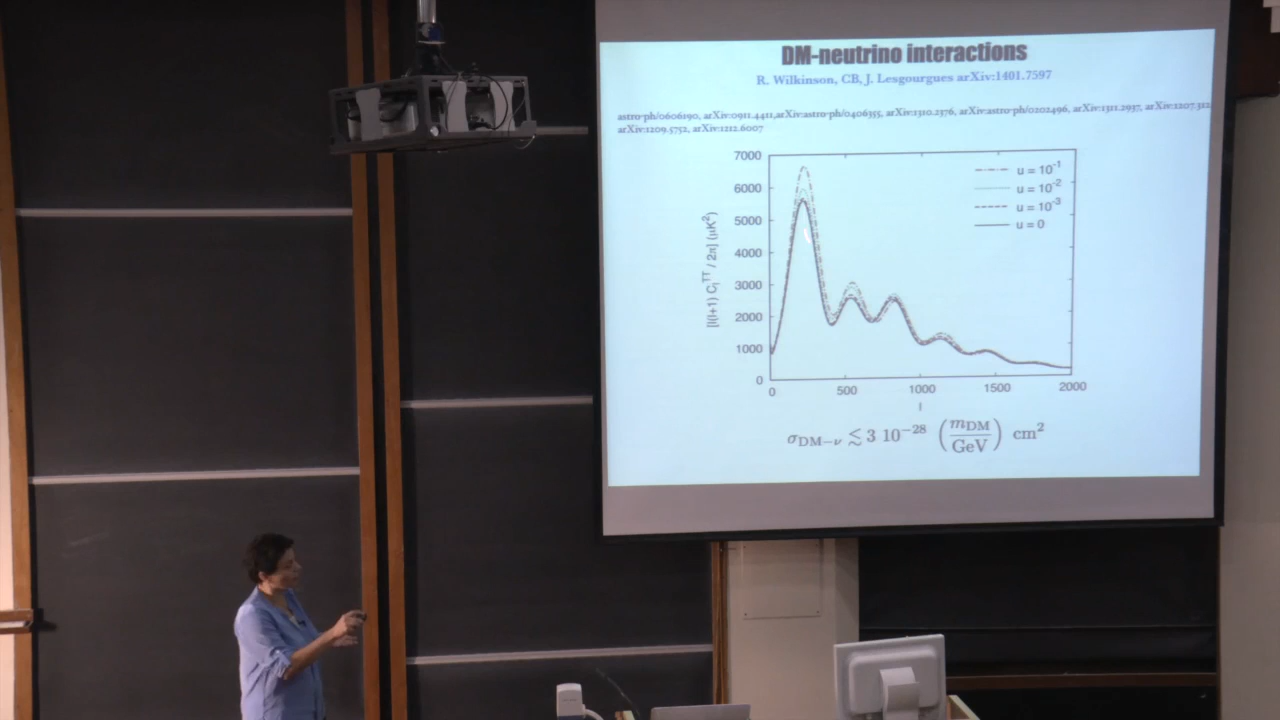 DM-neutrino interactions
R. Wilkinson, CB, J. Lesgourgues arXiv:1401.7597
astro-ph/0606190, arXiv:0911.4411,arXiv:astro-ph/0406355, arXiv:1310.2376, arXiv:astro-ph/0202496, arXiv:1311.2937, arXiv:1207.312
arXiv:1209.5752, arXiv:1212.6007
7000
6000
5000
4000
3000
2000
1000
0
[l(l+1) C_l^TT / 2π] (μK²)
u = 10⁻¹
u = 10⁻²
u = 10⁻³
u = 0
0 500 1000 1500 2000
l
σ_DM−ν ≲ 3 10⁻²⁸ (m_DM/GeV) cm²